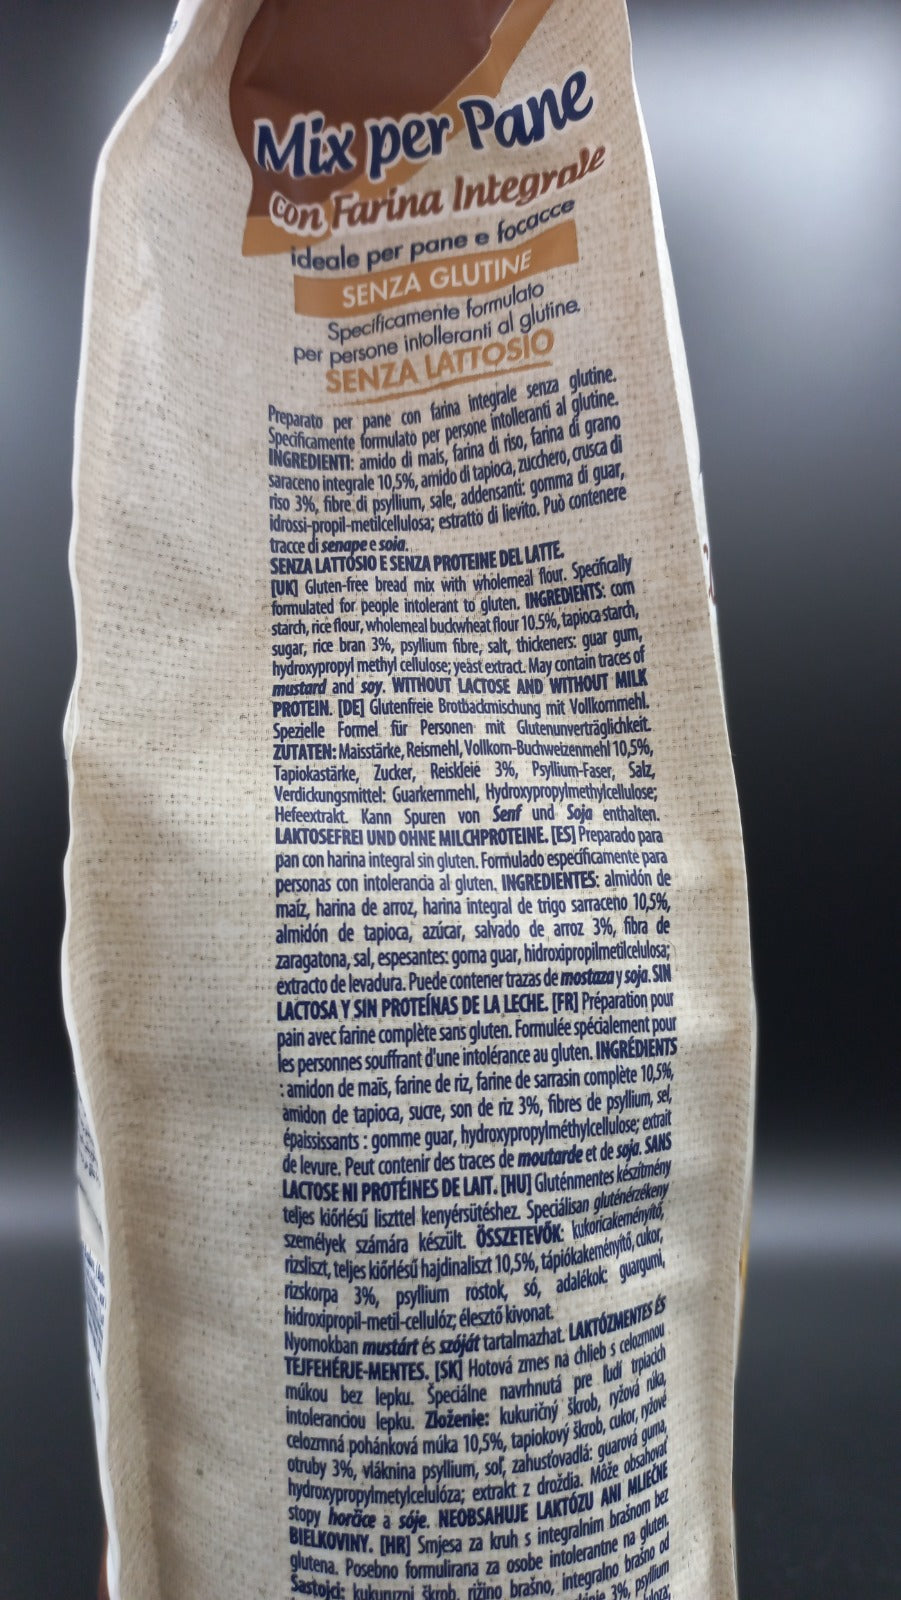 Mix per Pane
con Farina Integrale
ideale per pane e focacce
SENZA GLUTINE
Specificamente formulato
per persone intolleranti al glutine.
SENZA LATTOSIO
Preparato per pane con farina integrale senza glutine.
Specificamente formulato per persone intolleranti al glutine.
INGREDIENTI: amido di mais, farina di riso, farina di grano
saraceno integrale 10,5%, amido di tapioca, zucchero, crusca di
riso 3%, fibre di psyllium, sale, addensanti: gomma di guar,
idrossi-propil-metilcellulosa; estratto di lievito. Può contenere
tracce di senape e soia.
SENZA LATTOSIO E SENZA PROTEINE DEL LATTE.
[UK] Gluten-free bread mix with wholemeal flour. Specifically
formulated for people intolerant to gluten. INGREDIENTS: corn
starch, rice flour, wholemeal buckwheat flour 10.5%, tapioca starch,
sugar, rice bran 3%, psyllium fibre, salt, thickeners: guar gum,
hydroxypropyl methyl cellulose; yeast extract. May contain traces of
mustard and soy. WITHOUT LACTOSE AND WITHOUT MILK
PROTEIN. [DE] Glutenfreie Brotbackmischung mit Vollkornmehl.
Spezielle Formel für Personen mit Glutenunverträglichkeit.
ZUTATEN: Maisstärke, Reismehl, Vollkorn-Buchweizenmehl 10,5%,
Tapiokastärke, Zucker, Reiskleie 3%, Psyllium-Faser, Salz,
Verdickungsmittel: Guarkernmehl, Hydroxypropylmethylcellulose;
Hefeextrakt. Kann Spuren von Senf und Soja enthalten.
LAKTOSEFREI UND OHNE MILCHPROTEINE. [ES] Preparado para
pan con harina integral sin gluten. Formulado específicamente para
personas con intolerancia al gluten. INGREDIENTES: almidón de
maíz, harina de arroz, harina integral de trigo sarraceno 10,5%,
almidón de tapioca, azúcar, salvado de arroz 3%, fibra de
zaragatona, sal, espesantes: goma guar, hidroxipropilmetilcelulosa;
extracto de levadura. Puede contener trazas de mostaza y soja. SIN
LACTOSA Y SIN PROTEÍNAS DE LA LECHE. [FR] Préparation pour
pain avec farine complète sans gluten. Formulée spécialement pour
les personnes souffrant d'une intolérance au gluten. INGRÉDIENTS
: amidon de maïs, farine de riz, farine de sarrasin complète 10,5%,
amidon de tapioca, sucre, son de riz 3%, fibres de psyllium, sel,
épaississants : gomme guar, hydroxypropylméthylcellulose; extrait
de levure. Peut contenir des traces de moutarde et de soja. SANS
LACTOSE NI PROTÉINES DE LAIT. [HU] Gluténmentes készítmény
teljes kiőrlésű liszttel kenyérsütéshez. Speciálisan gluténérzékeny
személyek számára készült. ÖSSZETEVŐK: kukoricakeményítő,
rizsliszt, teljes kiőrlésű hajdinaliszt 10,5%, tápiókakeményítő, cukor,
rizskorpa 3%, psyllium rostok, só, adalékok: guargumi,
hidroxipropil-metil-cellulóz; élesztő kivonat.
Nyomokban mustárt és szóját tartalmazhat. LAKTÓZMENTES ÉS
TEJFEHÉRJE-MENTES. [SK] Hotová zmes na chlieb s celozrnnou
múkou bez lepku. Špeciálne navrhnutá pre ľudí trpiacich
intoleranciou lepku. Zloženie: kukuričný škrob, ryžová múka,
celozrnná pohánková múka 10,5%, tapiokový škrob, cukor, ryžové
otruby 3%, vláknina psyllium, soľ, zahusťovadlá: guarová guma,
hydroxypropylmetylcelulóza; extrakt z droždia. Môže obsahovať
stopy horčice a sóje. NEOBSAHUJE LAKTÓZU ANI MLIEČNE
BIELKOVINY. [HR] Smjesa za kruh s integralnim brašnom bez
glutena. Posebno formulirana za osobe intolerantne na gluten.
Sastojci: kukuruzni škrob, rižino brašno, integralno brašno od
3%, psyllium